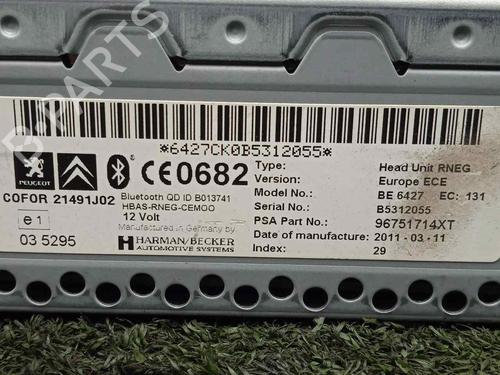 *6427CK0B5312055*
PEUGEOT
CE0682
COFOR 21491J02
Bluetooth QD ID B013741
HBAS-RNEG-CEMOO
12 Volt
Manufactured in Germany by
HARMAN/BECKER
AUTOMOTIVE SYSTEMS
e1
03 5295
Type: Head Unit RNEG
Version: Europe ECE
Model: BE 6427 EC: 131
Serial No.: B5312055
PSA Part No.: 96751714XT
Date of manufacture: 2011-03-11
Index: 29
B-PARTS